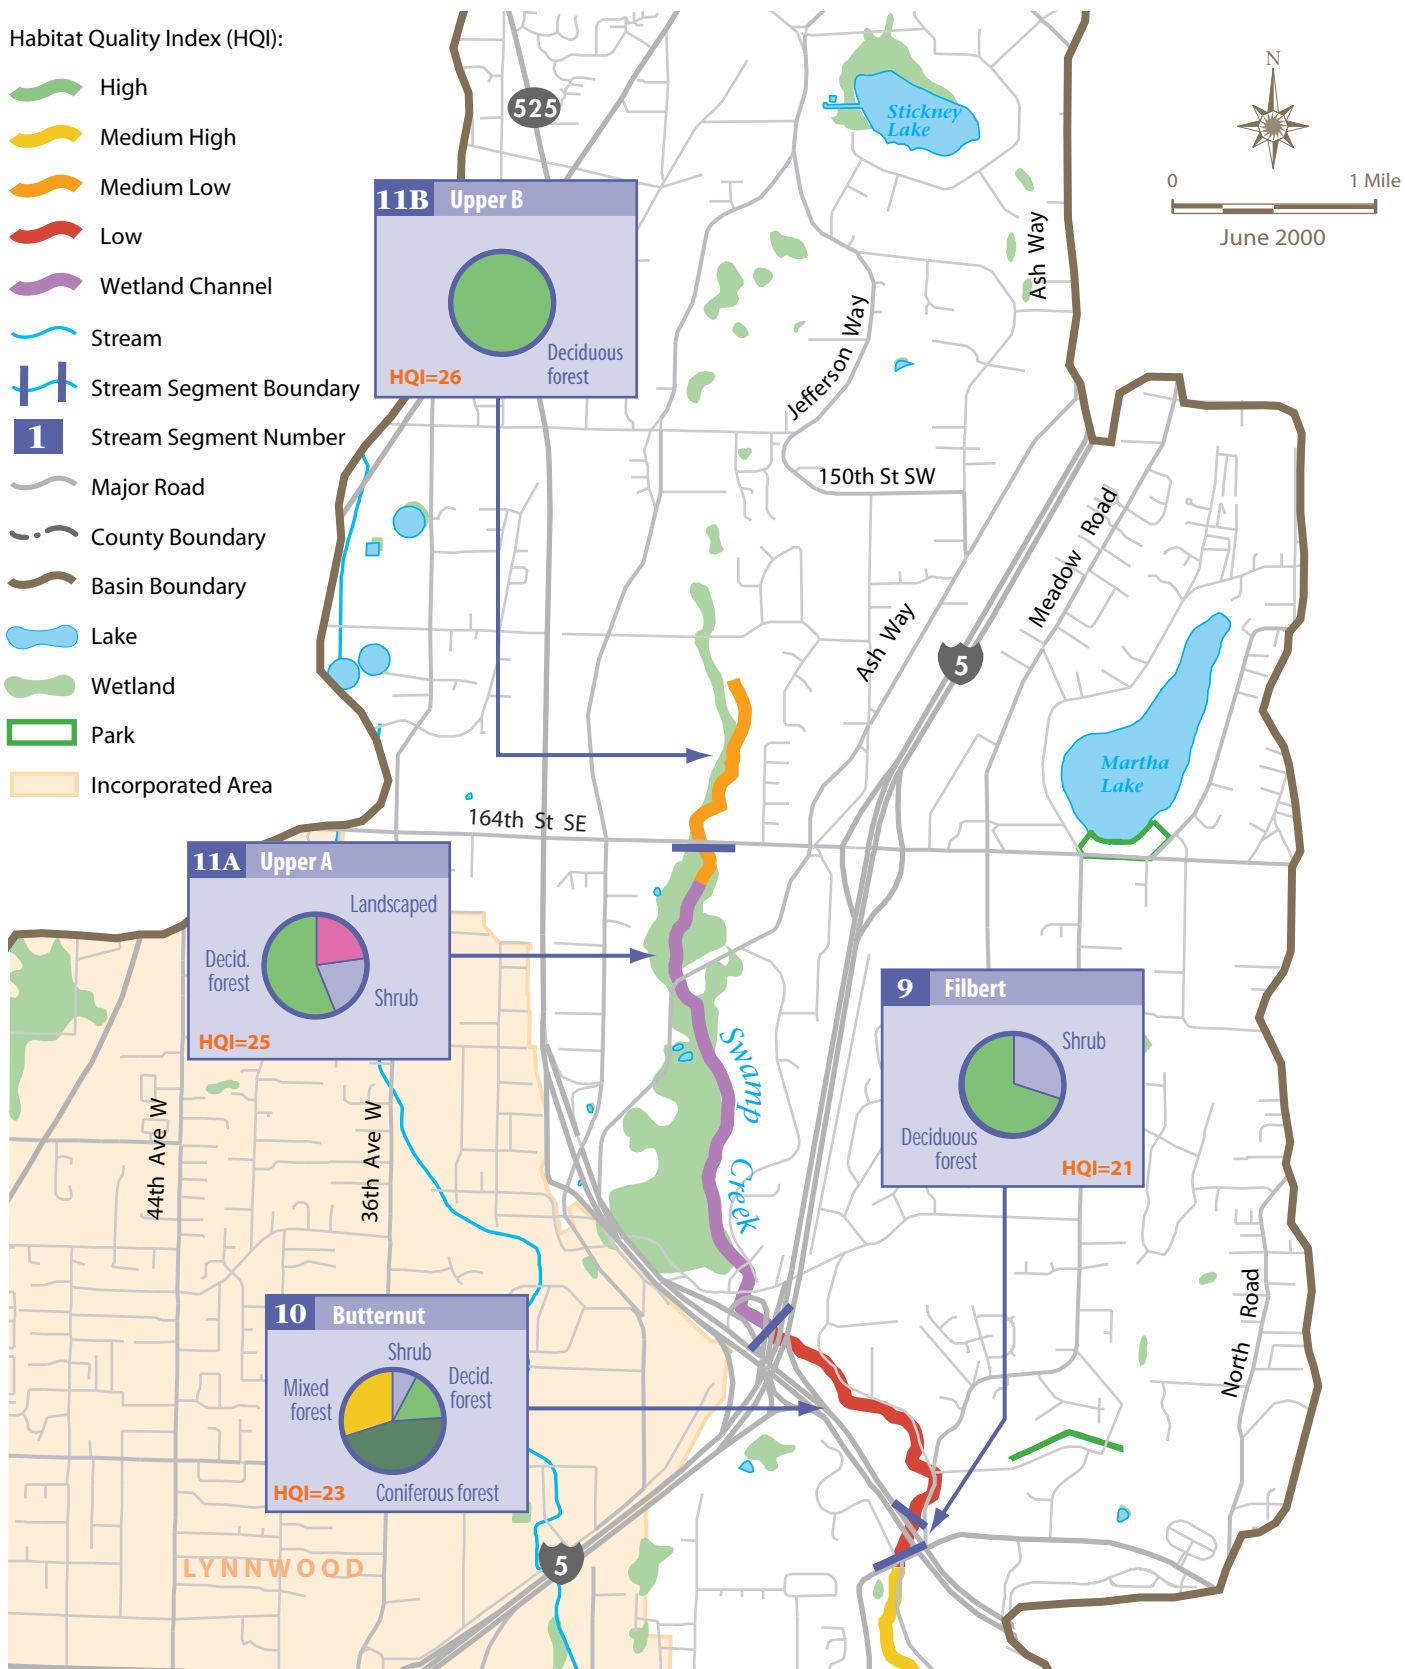 Habitat Quality Index (HQI):
High
Medium High
Medium Low
Low
Wetland Channel
Stream
Stream Segment Boundary
1
Stream Segment Number
Major Road
County Boundary
Basin Boundary
Lake
Wetland
Park
Incorporated Area
525
Stickney
Lake
N
0 1 Mile
June 2000
11B Upper B
Deciduous
forest
HQI=26
Ash Way
Jefferson Way
150th St SW
Meadow Road
Ash Way
5
Martha
Lake
164th St SE
11A Upper A
Landscaped
Decid.
forest
Shrub
HQI=25
9 Filbert
Shrub
Deciduous
forest
HQI=21
Swamp
Creek
44th Ave W
36th Ave W
North Road
10 Butternut
Shrub
Mixed
forest
Decid.
forest
HQI=23
Coniferous forest
LYNNWOOD
5